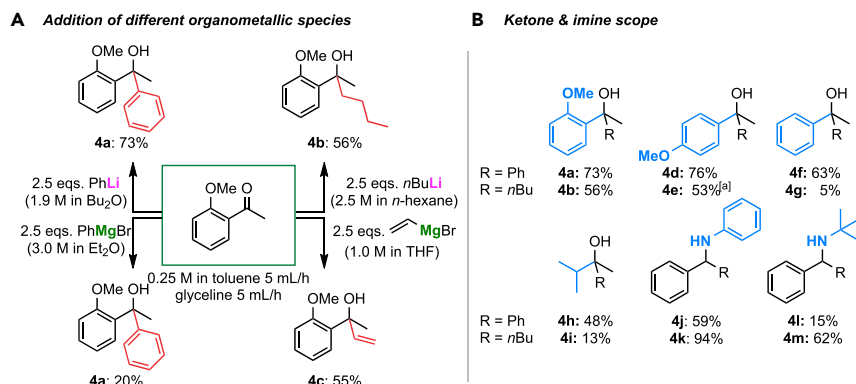 A Addition of different organometallic species
OMe OH
4a: 73%
OMe OH
4b: 56%
2.5 eqs. PhLi
(1.9 M in Bu₂O)
2.5 eqs. nBuLi
(2.5 M in n-hexane)
OMe O
2.5 eqs. PhMgBr
(3.0 M in Et₂O)
2.5 eqs. MgBr
(1.0 M in THF)
0.25 M in toluene 5 mL/h
glyceline 5 mL/h
OMe OH
4a: 20%
OMe OH
4c: 55%
B Ketone & imine scope
OMe OH
R
OH
R
MeO
OH
R
R = Ph 4a: 73% 4d: 76% 4f: 63%
R = nBu 4b: 56% 4e: 53%[a] 4g: 5%
OH
R
HN
R
HN
R
R = Ph 4h: 48% 4j: 59% 4l: 15%
R = nBu 4i: 13% 4k: 94% 4m: 62%